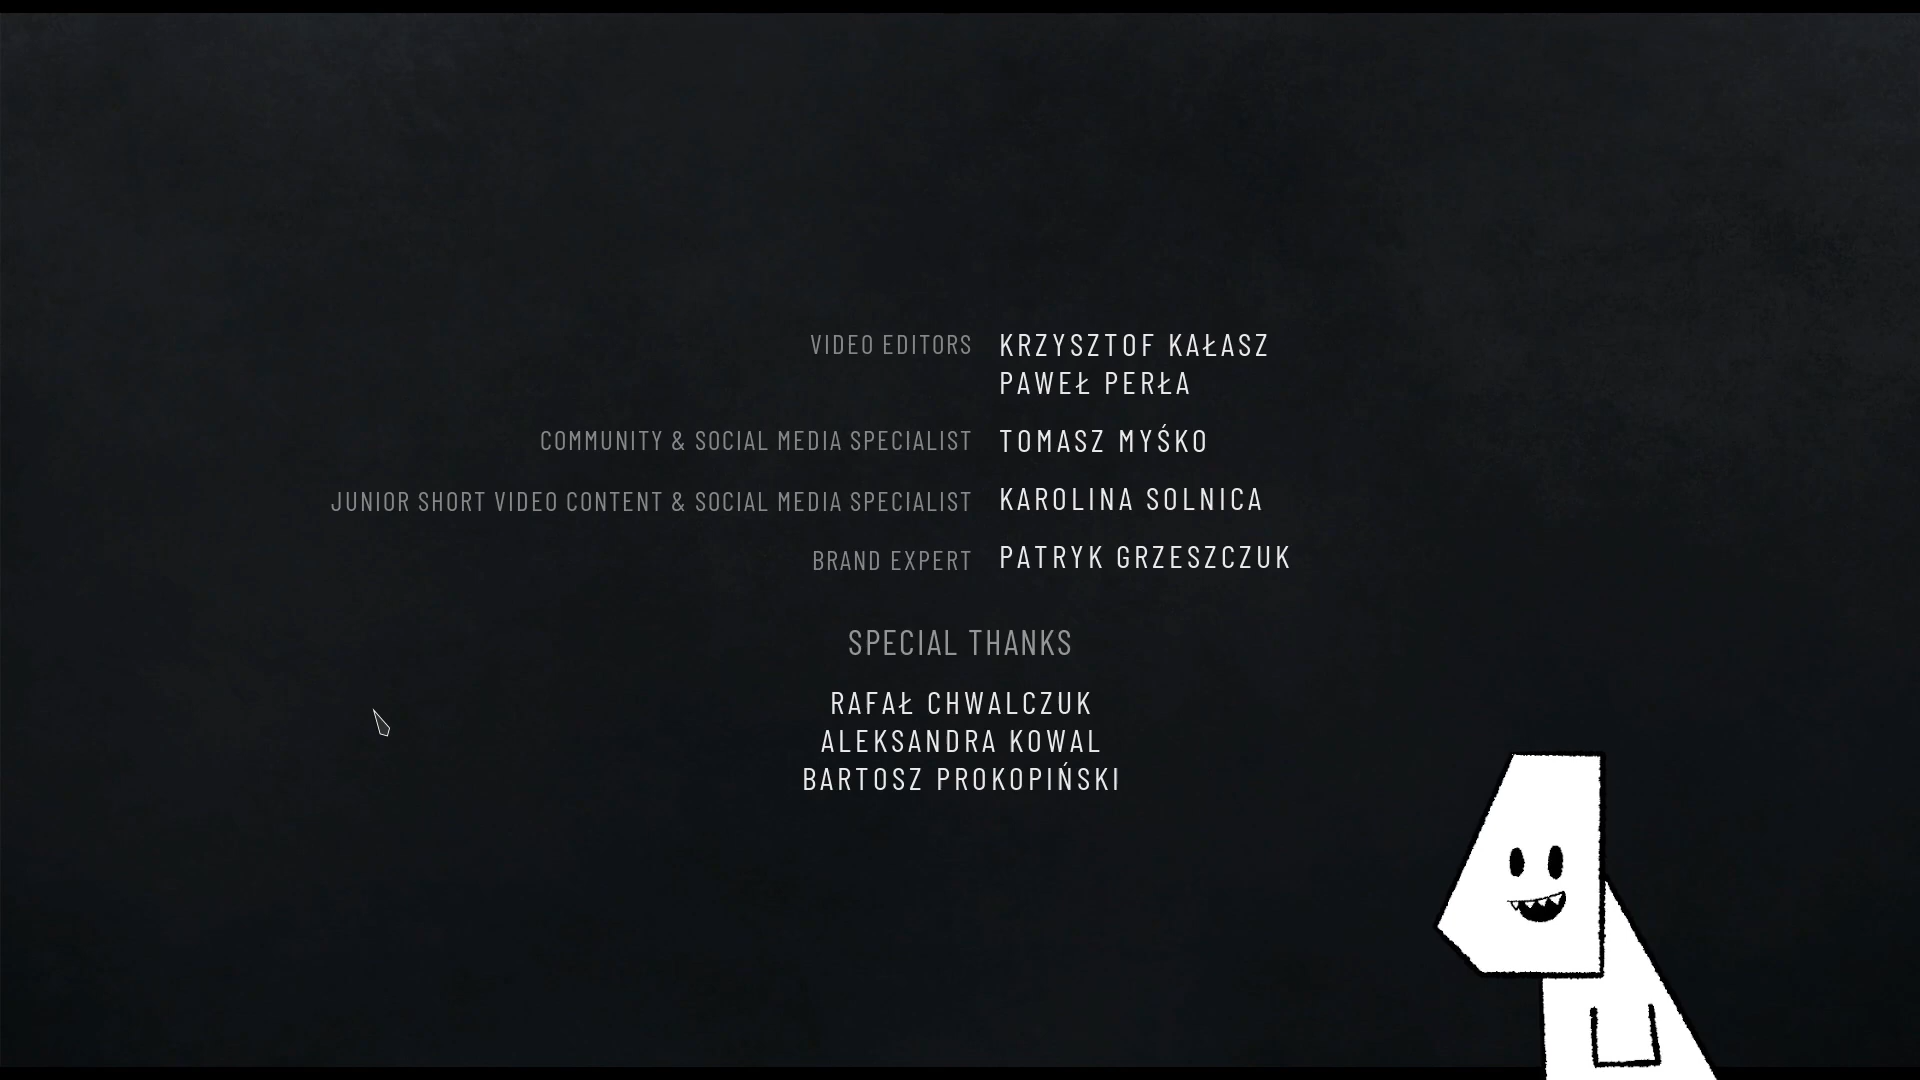 VIDEO EDITORS KRZYSZTOF KAŁASZ
PAWEŁ PERŁA
COMMUNITY & SOCIAL MEDIA SPECIALIST TOMASZ MYŚKO
JUNIOR SHORT VIDEO CONTENT & SOCIAL MEDIA SPECIALIST KAROLINA SOLNICA
BRAND EXPERT PATRYK GRZESZCZUK
SPECIAL THANKS
RAFAŁ CHWALCZUK
ALEKSANDRA KOWAL
BARTOSZ PROKOPIŃSKI